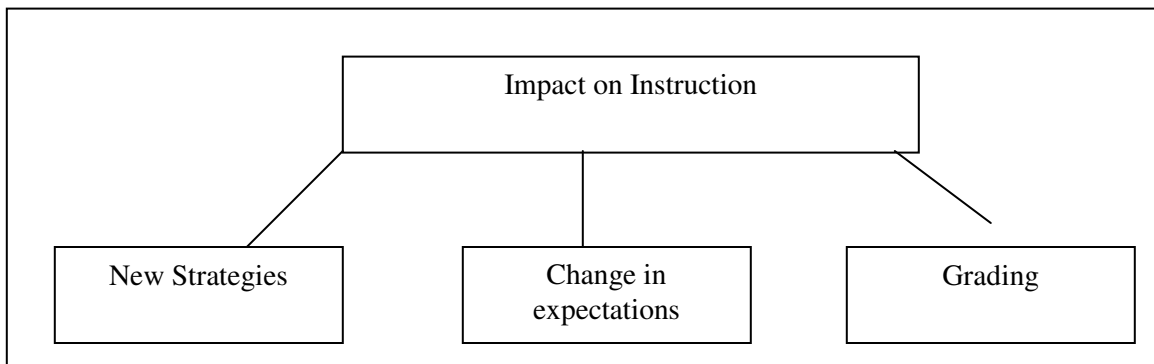 Impact on Instruction
New Strategies
Change in
expectations
Grading